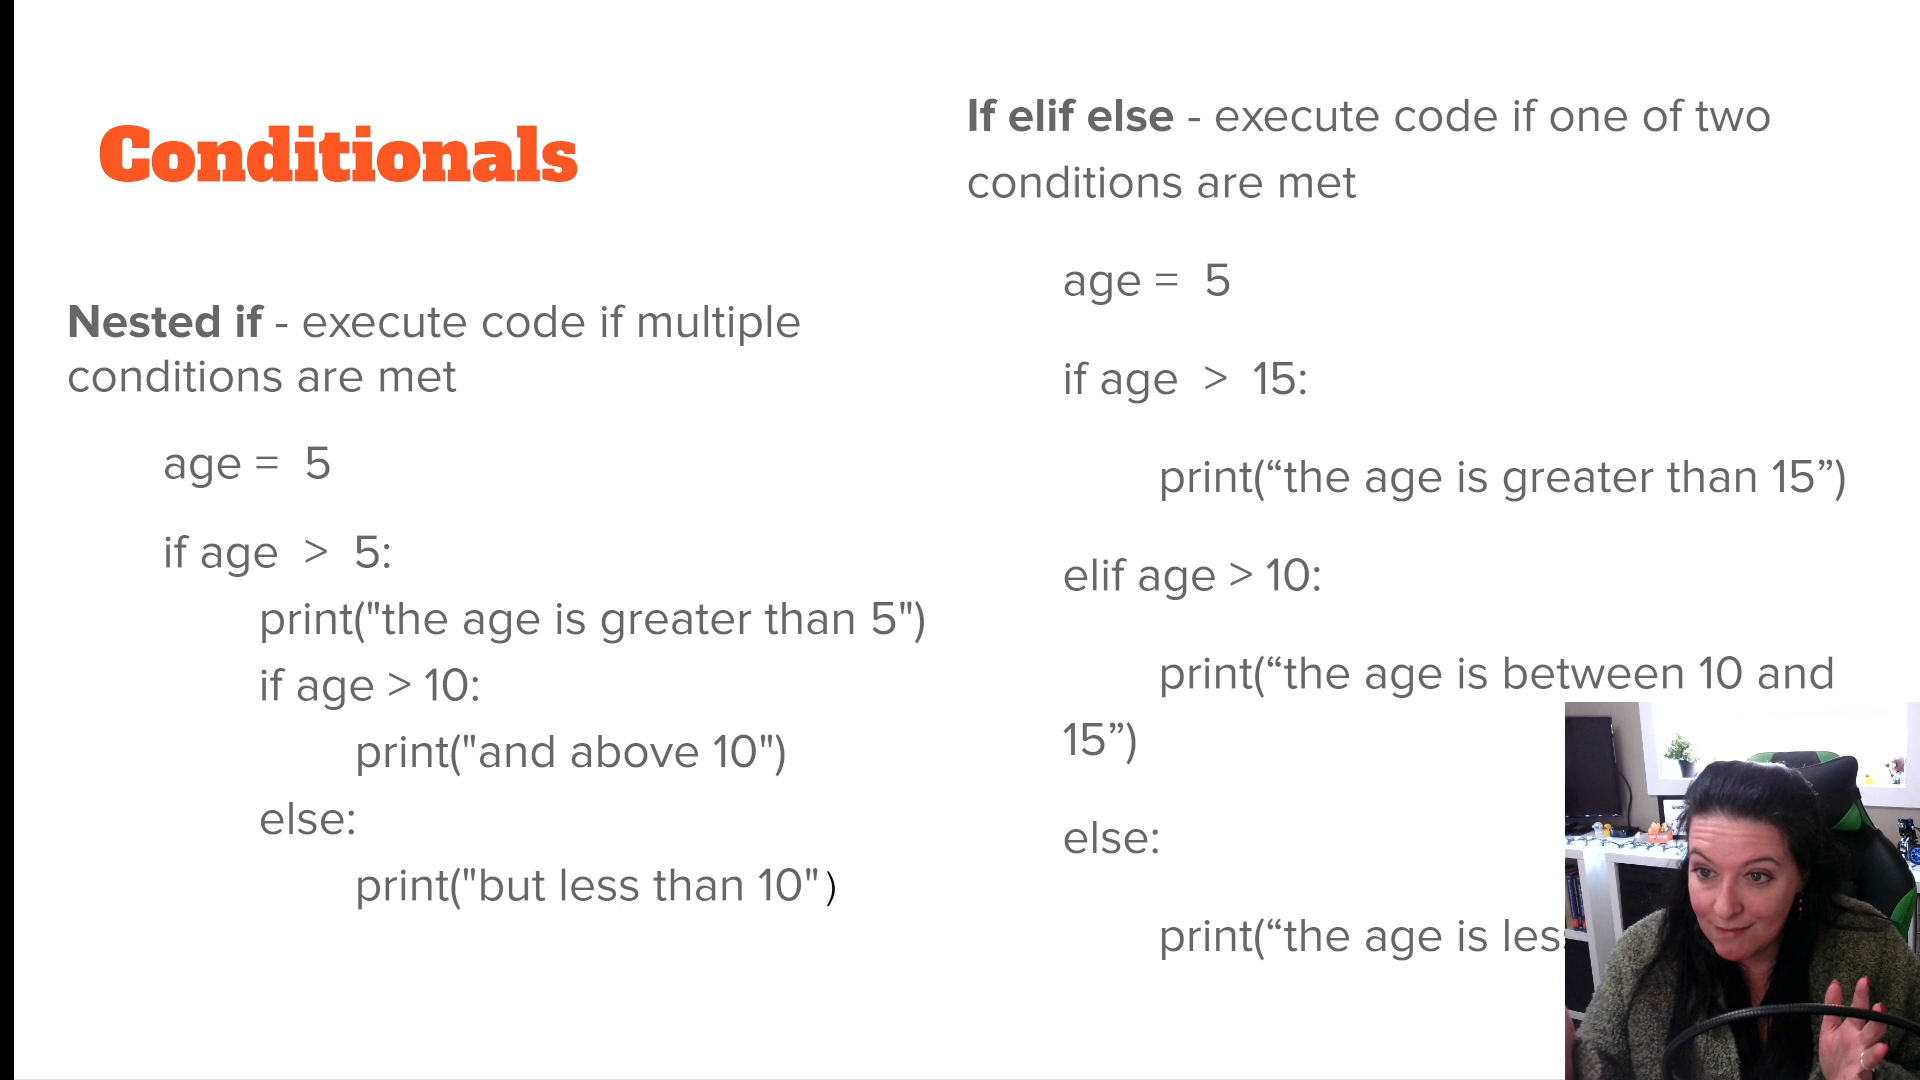 Conditionals
Nested if - execute code if multiple
conditions are met
age =  5
if age  >  5:
print("the age is greater than 5")
if age > 10:
print("and above 10")
else:
print("but less than 10")
If elif else - execute code if one of two
conditions are met
age =  5
if age  >  15:
print(“the age is greater than 15”)
elif age > 10:
print(“the age is between 10 and
15”)
else:
print(“the age is les